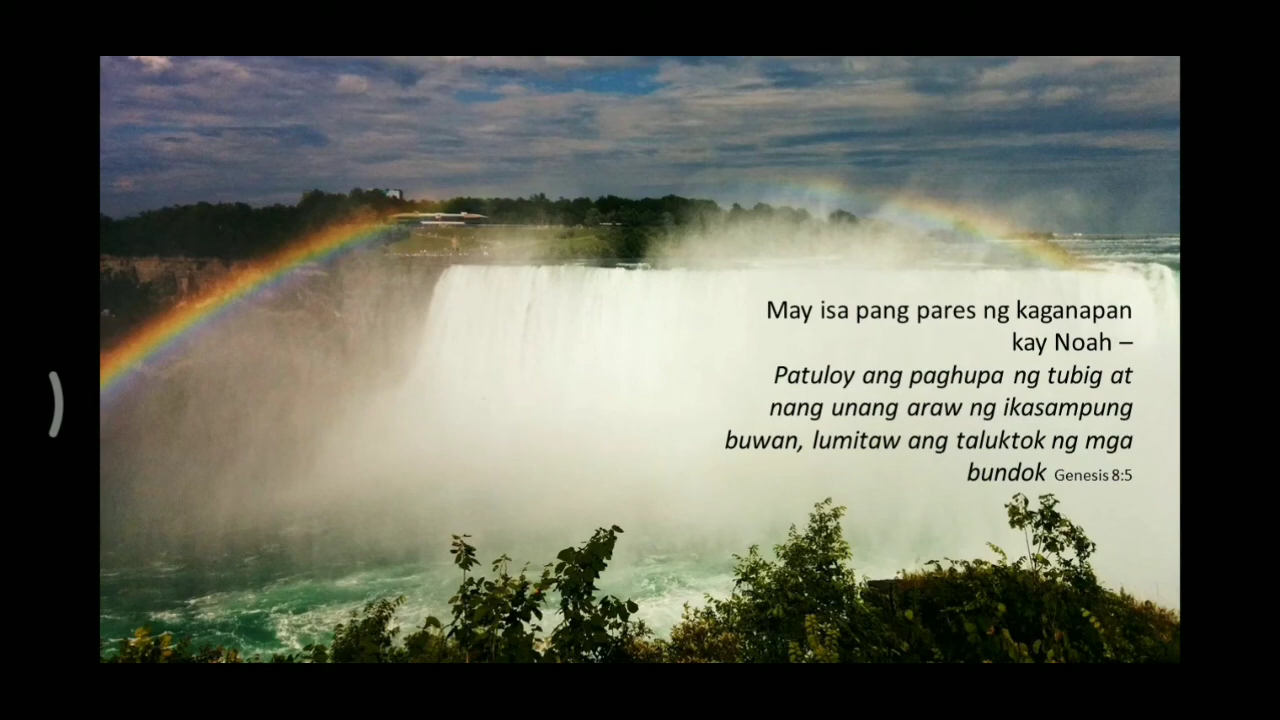 May isa pang pares ng kaganapan
kay Noah –
Patuloy ang paghupa ng tubig at
nang unang araw ng ikasampung
buwan, lumitaw ang taluktok ng mga
bundok Genesis 8:5